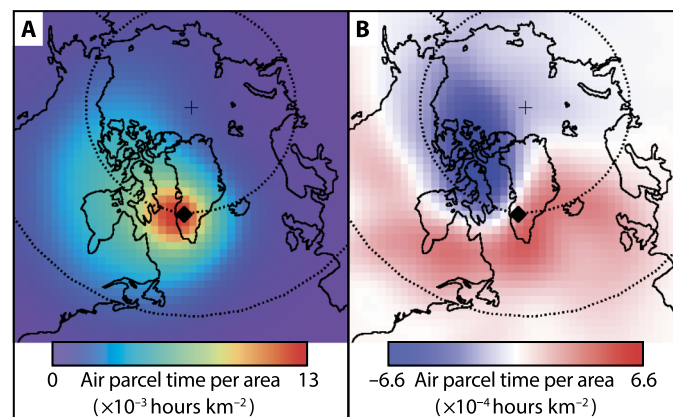 A
B
0 Air parcel time per area 13
(×10⁻³ hours km⁻²)
–6.6 Air parcel time per area 6.6
(×10⁻⁴ hours km⁻²)